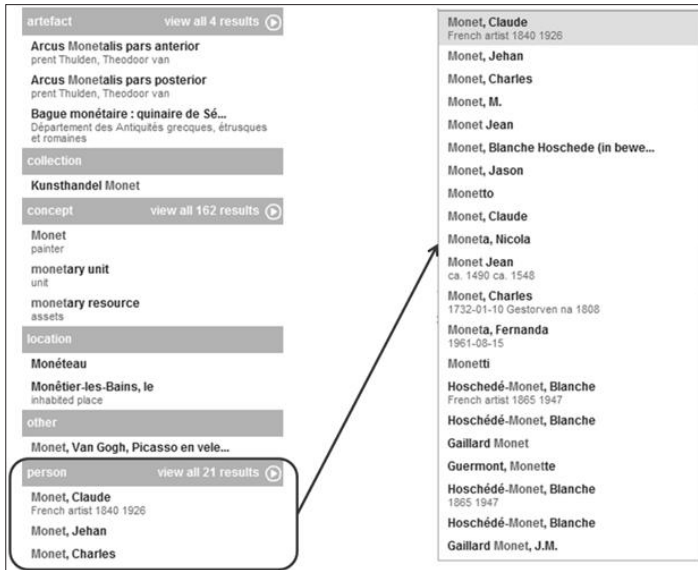 artefact view all 4 results
Arcus Monetalis pars anterior
prent Thulden, Theodoor van
Arcus Monetalis pars posterior
prent Thulden, Theodoor van
Bague monétaire : quinaire de Sé...
Département des Antiquités grecques, étrusques
et romaines
collection
Kunsthandel Monet
concept view all 162 results
Monet
painter
monetary unit
unit
monetary resource
assets
location
Monéteau
Monêtier-les-Bains, le
inhabited place
other
Monet, Van Gogh, Picasso en vele...
person view all 21 results
Monet, Claude
French artist 1840 1926
Monet, Jehan
Monet, Charles
Monet, Claude
French artist 1840 1926
Monet, Jehan
Monet, Charles
Monet, M.
Monet Jean
Monet, Blanche Hoschede (in bewe...
Monet, Jason
Monetto
Monet, Claude
Moneta, Nicola
Monet Jean
ca. 1490 ca. 1548
Monet, Charles
1732-01-10 Gestorven na 1808
Moneta, Fernanda
1961-08-15
Monetti
Hoschedé-Monet, Blanche
French artist 1865 1947
Hoschédé-Monet, Blanche
Gaillard Monet
Guermont, Monette
Hoschédé-Monet, Blanche
1865 1947
Hoschédé-Monet, Blanche
Gaillard Monet, J.M.